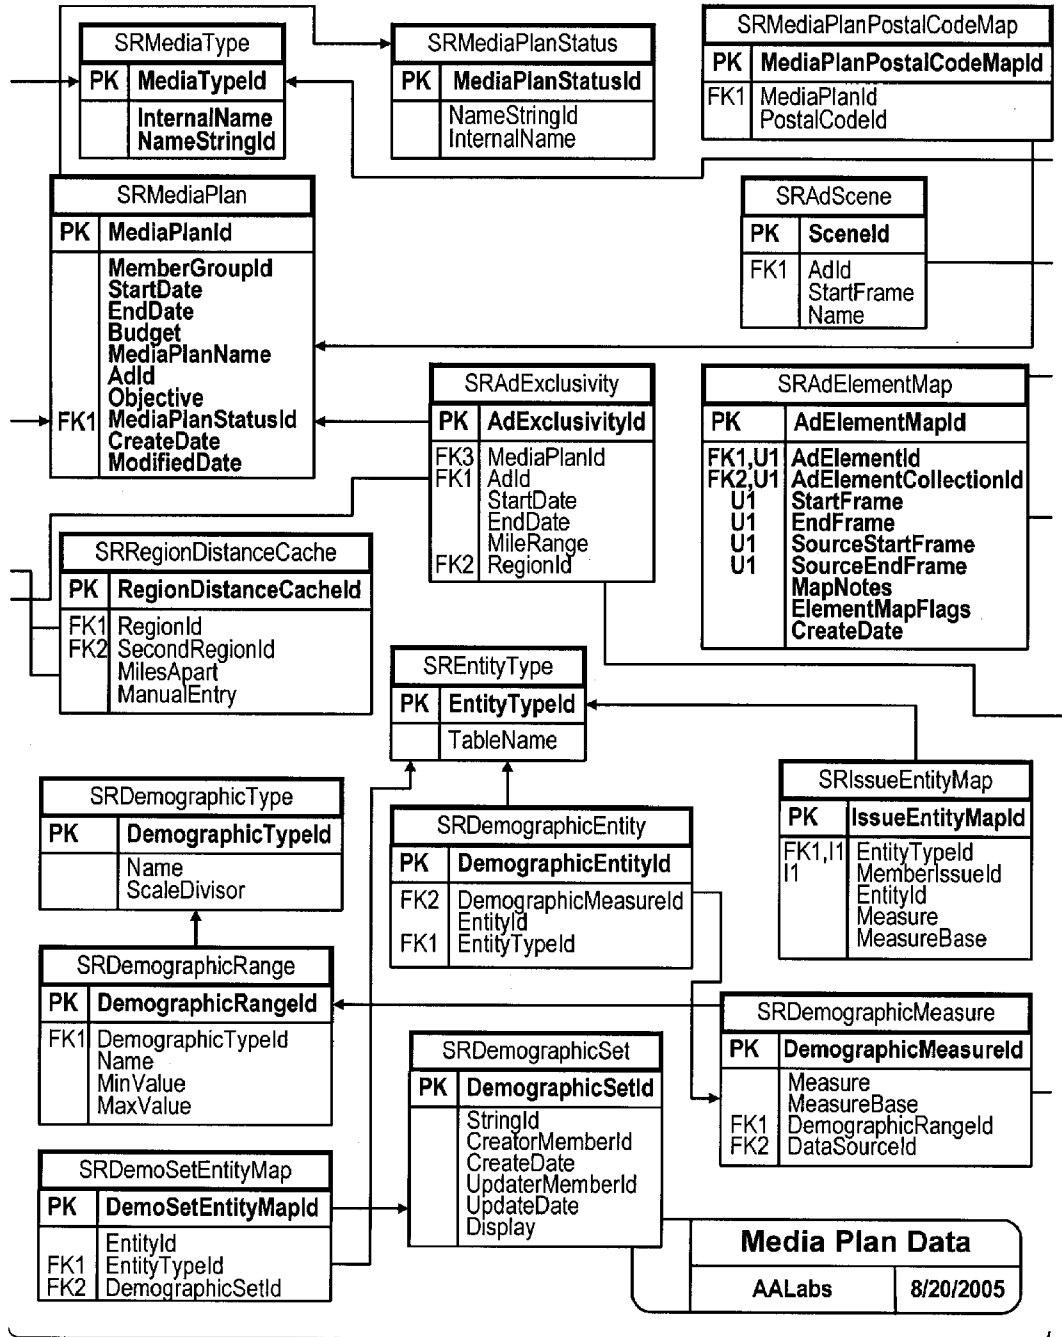 SRMediaType
PK MediaTypeId
InternalName
NameStringId
SRMediaPlanStatus
PK MediaPlanStatusId
NameStringId
InternalName
SRMediaPlanPostalCodeMap
PK MediaPlanPostalCodeMapId
FK1 MediaPlanId
PostalCodeId
SRMediaPlan
PK MediaPlanId
MemberGroupId
StartDate
EndDate
Budget
MediaPlanName
AdId
Objective
FK1 MediaPlanStatusId
CreateDate
ModifiedDate
SRAdScene
PK SceneId
FK1 AdId
StartFrame
Name
SRAdExclusivity
PK AdExclusivityId
FK3 MediaPlanId
FK1 AdId
StartDate
EndDate
MileRange
FK2 RegionId
SRAdElementMap
PK AdElementMapId
FK1,U1 AdElementId
FK2,U1 AdElementCollectionId
U1 StartFrame
U1 EndFrame
U1 SourceStartFrame
U1 SourceEndFrame
MapNotes
ElementMapFlags
CreateDate
SRRegionDistanceCache
PK RegionDistanceCacheId
FK1 RegionId
FK2 SecondRegionId
MilesApart
ManualEntry
SREntityType
PK EntityTypeId
TableName
SRDemographicType
PK DemographicTypeId
Name
ScaleDivisor
SRDemographicEntity
PK DemographicEntityId
FK2 DemographicMeasureId
EntityId
FK1 EntityTypeId
SRIssueEntityMap
PK IssueEntityMapId
FK1,I1 EntityTypeId
I1 MemberIssueId
EntityId
Measure
MeasureBase
SRDemographicRange
PK DemographicRangeId
FK1 DemographicTypeId
Name
MinValue
MaxValue
SRDemographicSet
PK DemographicSetId
StringId
CreatorMemberId
CreateDate
UpdaterMemberId
UpdateDate
Display
SRDemographicMeasure
PK DemographicMeasureId
Measure
MeasureBase
FK1 DemographicRangeId
FK2 DataSourceId
SRDemoSetEntityMap
PK DemoSetEntityMapId
EntityId
FK1 EntityTypeId
FK2 DemographicSetId
Media Plan Data
AALabs 8/20/2005